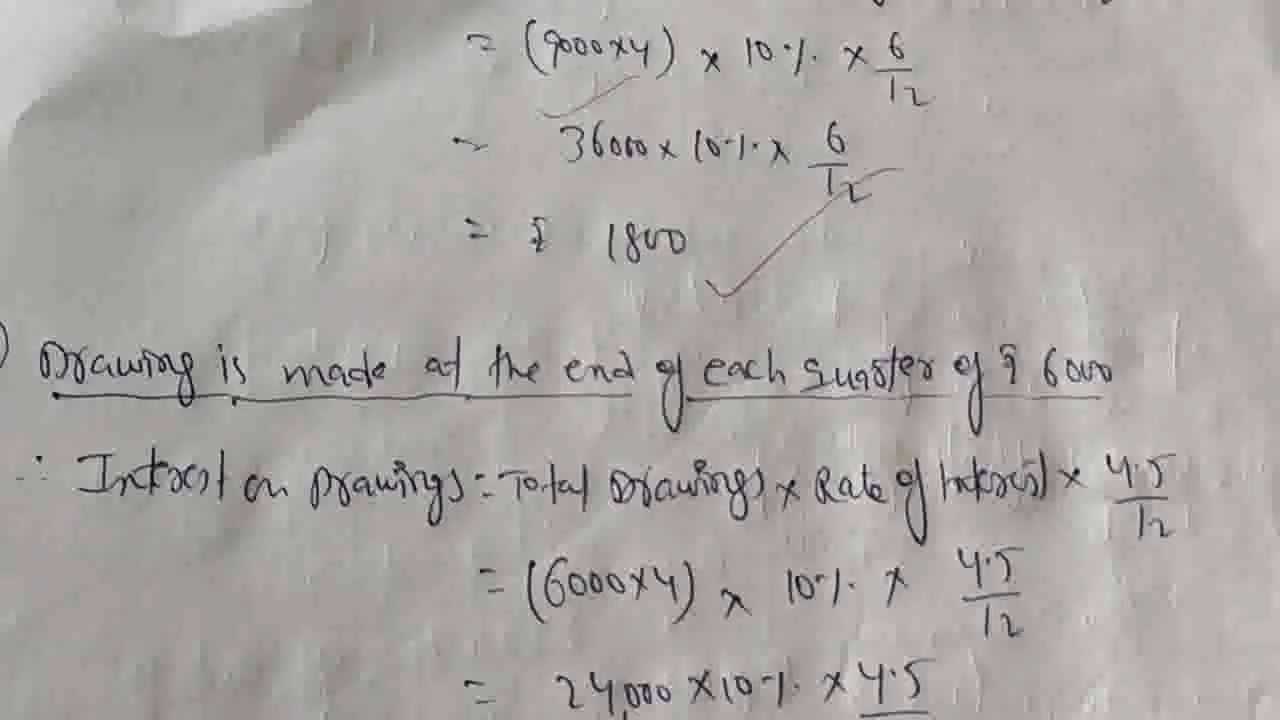 = (9000×4) × 10% × 6/12
= 36000 × 10% × 6/12
= ₹ 1800
) Drawing is made at the end of each quarter of ₹ 6000
∴ Interest on Drawings = Total Drawings × Rate of Interest × 4.5/12
= (6000×4) × 10% × 4.5/12
= 24,000 × 10% × 4.5